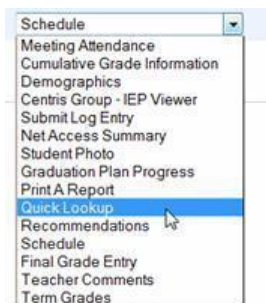 Schedule
Meeting Attendance
Cumulative Grade Information
Demographics
Centris Group - IEP Viewer
Submit Log Entry
Net Access Summary
Student Photo
Graduation Plan Progress
Print A Report
Quick Lookup
Recommendations
Schedule
Final Grade Entry
Teacher Comments
Term Grades